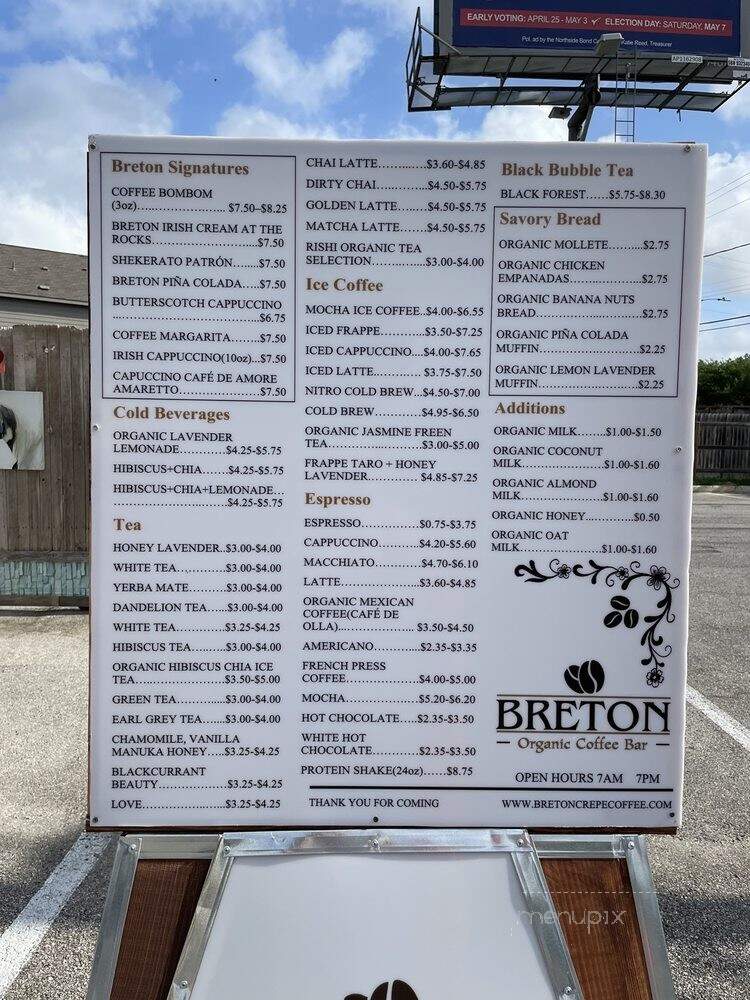 EARLY VOTING: APRIL 25 - MAY 3 ✓ ELECTION DAY: SATURDAY, MAY 7
Pol. ad by the Northside Bond Katie Reed, Treasurer
AP1162908
Breton Signatures
COFFEE BOMBOM
(3oz)........................ $7.50–$8.25
BRETON IRISH CREAM AT THE
ROCKS............................$7.50
SHEKERATO PATRÓN.......$7.50
BRETON PIÑA COLADA....$7.50
BUTTERSCOTCH CAPPUCCINO
.......................................$6.75
COFFEE MARGARITA........$7.50
IRISH CAPPUCCINO(10oz)...$7.50
CAPUCCINO CAFÉ DE AMORE
AMARETTO......................$7.50
Cold Beverages
ORGANIC LAVENDER
LEMONADE.............$4.25-$5.75
HIBISCUS+CHIA.......$4.25-$5.75
HIBISCUS+CHIA+LEMONADE...
...............................$4.25-$5.75
Tea
HONEY LAVENDER..$3.00-$4.00
WHITE TEA.............$3.00-$4.00
YERBA MATE..........$3.00-$4.00
DANDELION TEA......$3.00-$4.00
WHITE TEA.............$3.25-$4.25
HIBISCUS TEA.........$3.00-$4.00
ORGANIC HIBISCUS CHIA ICE
TEA.......................$3.50-$5.00
GREEN TEA.............$3.00-$4.00
EARL GREY TEA......$3.00-$4.00
CHAMOMILE, VANILLA
MANUKA HONEY....$3.25-$4.25
BLACKCURRANT
BEAUTY...................$3.25-$4.25
LOVE.......................$3.25-$4.25
CHAI LATTE.............$3.60-$4.85
DIRTY CHAI.............$4.50-$5.75
GOLDEN LATTE.......$4.50-$5.75
MATCHA LATTE.......$4.50-$5.75
RISHI ORGANIC TEA
SELECTION..............$3.00-$4.00
Ice Coffee
MOCHA ICE COFFEE..$4.00-$6.55
ICED FRAPPE............$3.50-$7.25
ICED CAPPUCCINO....$4.00-$7.65
ICED LATTE............. $3.75-$7.50
NITRO COLD BREW...$4.50-$7.00
COLD BREW.............$4.95-$6.50
ORGANIC JASMINE FREEN
TEA..........................$3.00-$5.00
FRAPPE TARO + HONEY
LAVENDER............. $4.85-$7.25
Espresso
ESPRESSO................$0.75-$3.75
CAPPUCCINO...........$4.20-$5.60
MACCHIATO.............$4.70-$6.10
LATTE......................$3.60-$4.85
ORGANIC MEXICAN
COFFEE(CAFÉ DE
OLLA)................... $3.50-$4.50
AMERICANO.............$2.35-$3.35
FRENCH PRESS
COFFEE...................$4.00-$5.00
MOCHA....................$5.20-$6.20
HOT CHOCOLATE.....$2.35-$3.50
WHITE HOT
CHOCOLATE.............$2.35-$3.50
PROTEIN SHAKE(24oz)......$8.75
THANK YOU FOR COMING
Black Bubble Tea
BLACK FOREST......$5.75-$8.30
Savory Bread
ORGANIC MOLLETE.........$2.75
ORGANIC CHICKEN
EMPANADAS...................$2.75
ORGANIC BANANA NUTS
BREAD............................$2.75
ORGANIC PIÑA COLADA
MUFFIN...........................$2.25
ORGANIC LEMON LAVENDER
MUFFIN...........................$2.25
Additions
ORGANIC MILK.......$1.00-$1.50
ORGANIC COCONUT
MILK......................$1.00-$1.60
ORGANIC ALMOND
MILK......................$1.00-$1.60
ORGANIC HONEY.............$0.50
ORGANIC OAT
MILK......................$1.00-$1.60
BRETON
Organic Coffee Bar
OPEN HOURS 7AM 7PM
WWW.BRETONCREPECOFFEE.COM
menupix